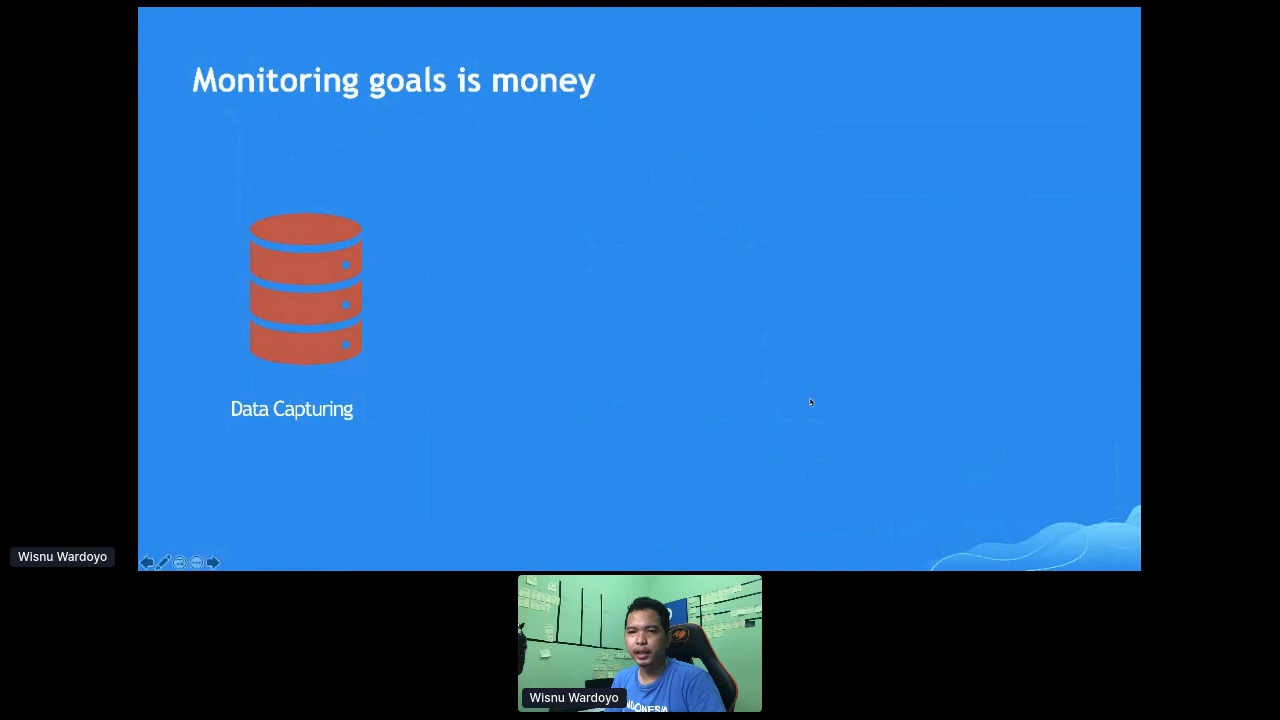 Monitoring goals is money
Data Capturing
Wisnu Wardoyo
Wisnu Wardoyo